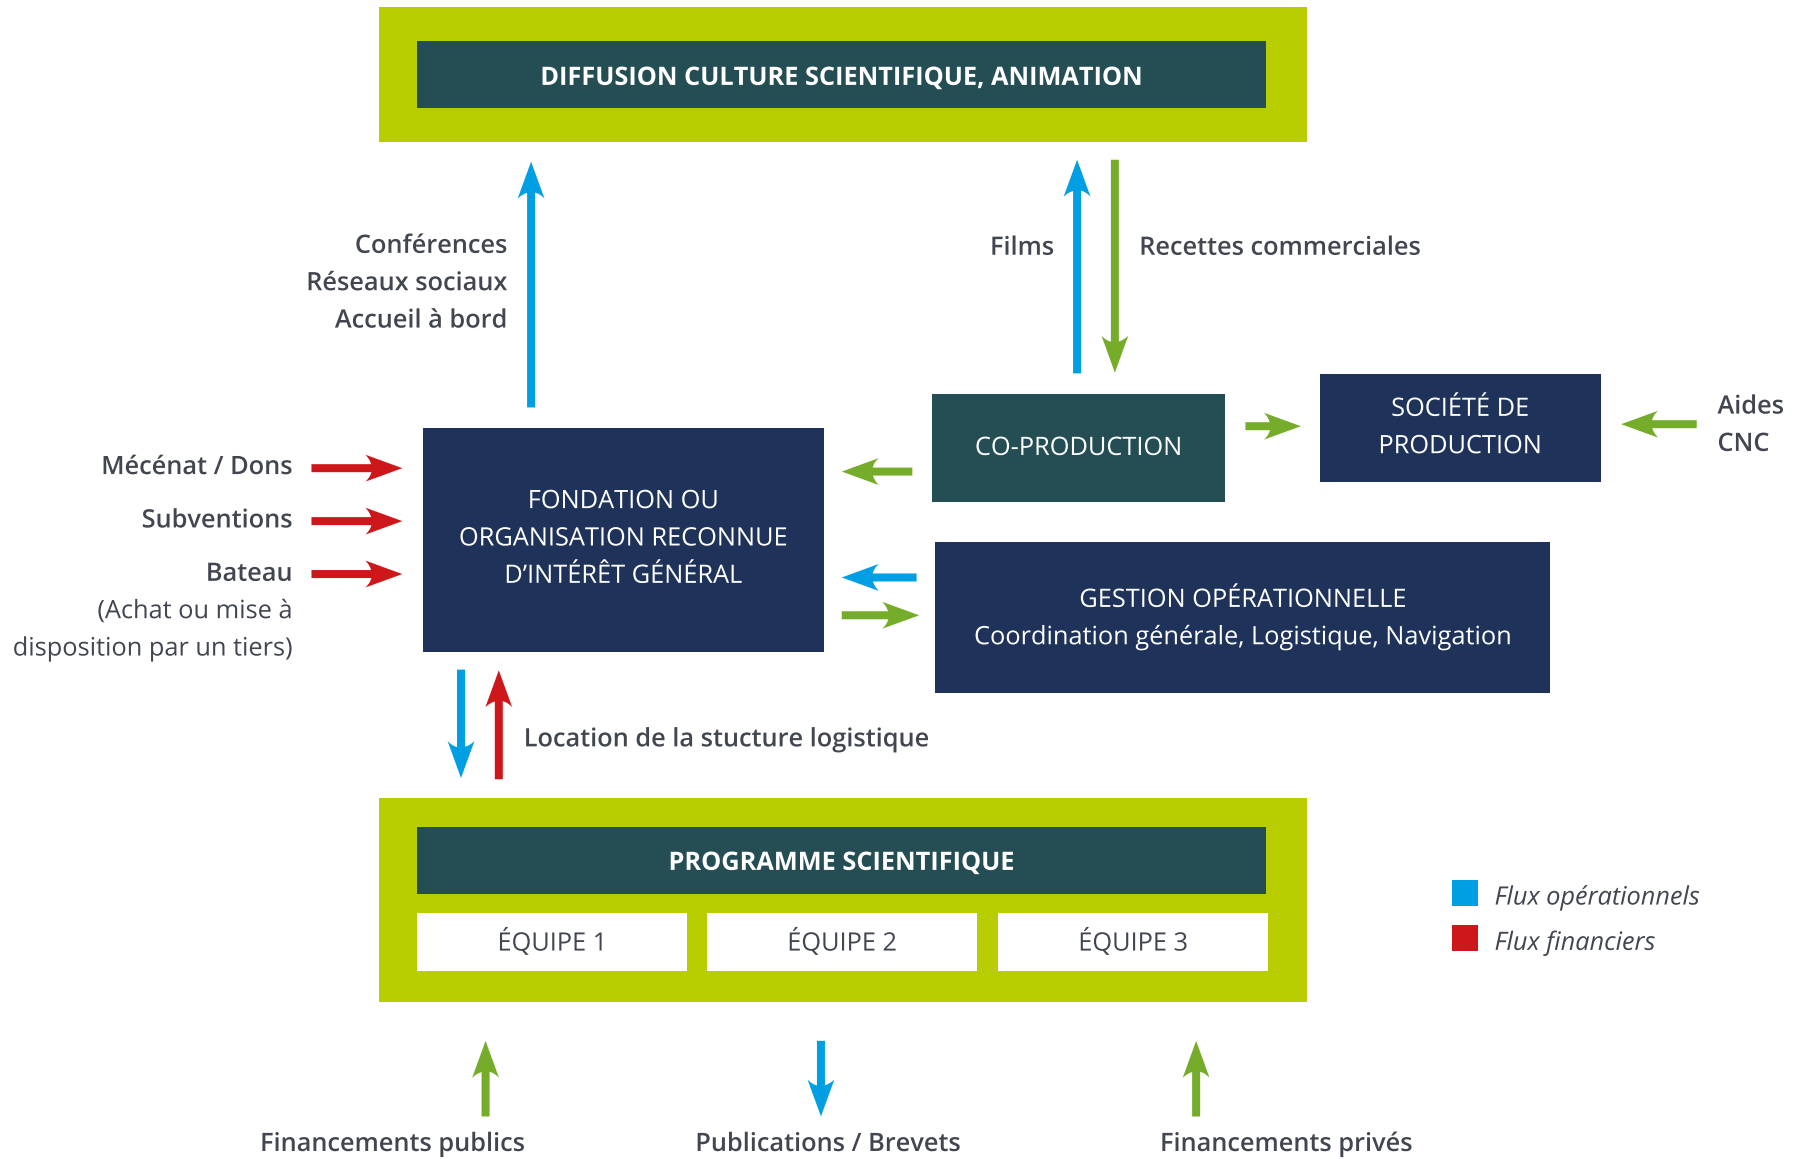 DIFFUSION CULTURE SCIENTIFIQUE, ANIMATION
Conférences
Réseaux sociaux
Accueil à bord
Films
Recettes commerciales
CO-PRODUCTION
SOCIÉTÉ DE
PRODUCTION
Aides
CNC
Mécénat / Dons
Subventions
Bateau
(Achat ou mise à
disposition par un tiers)
FONDATION OU
ORGANISATION RECONNUE
D’INTÉRÊT GÉNÉRAL
GESTION OPÉRATIONNELLE
Coordination générale, Logistique, Navigation
Location de la stucture logistique
PROGRAMME SCIENTIFIQUE
ÉQUIPE 1
ÉQUIPE 2
ÉQUIPE 3
Flux opérationnels
Flux financiers
Financements publics
Publications / Brevets
Financements privés